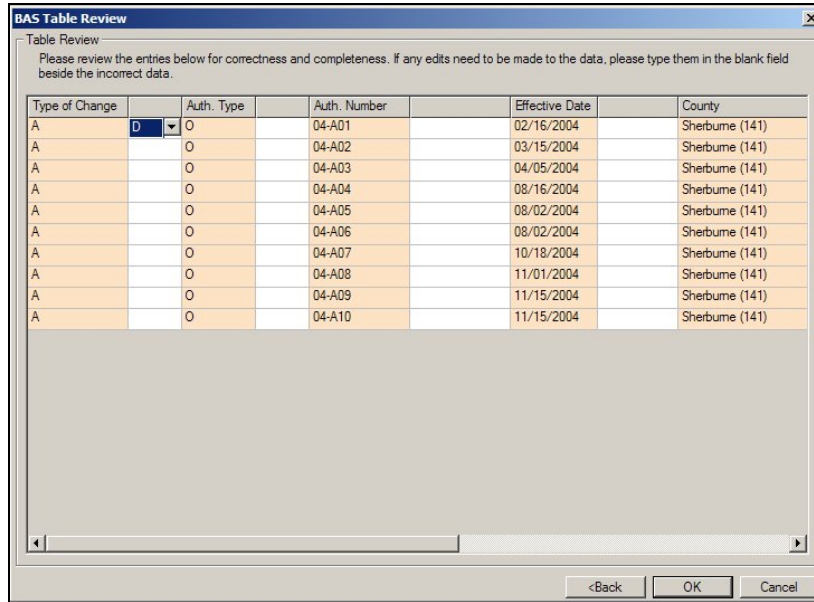 BAS Table Review
Table Review
Please review the entries below for correctness and completeness. If any edits need to be made to the data, please type them in the blank field
beside the incorrect data.
Type of Change Auth. Type Auth. Number Effective Date County
A D O 04-A01 02/16/2004 Sherburne (141)
A O 04-A02 03/15/2004 Sherburne (141)
A O 04-A03 04/05/2004 Sherburne (141)
A O 04-A04 08/16/2004 Sherburne (141)
A O 04-A05 08/02/2004 Sherburne (141)
A O 04-A06 08/02/2004 Sherburne (141)
A O 04-A07 10/18/2004 Sherburne (141)
A O 04-A08 11/01/2004 Sherburne (141)
A O 04-A09 11/15/2004 Sherburne (141)
A O 04-A10 11/15/2004 Sherburne (141)
<Back OK Cancel